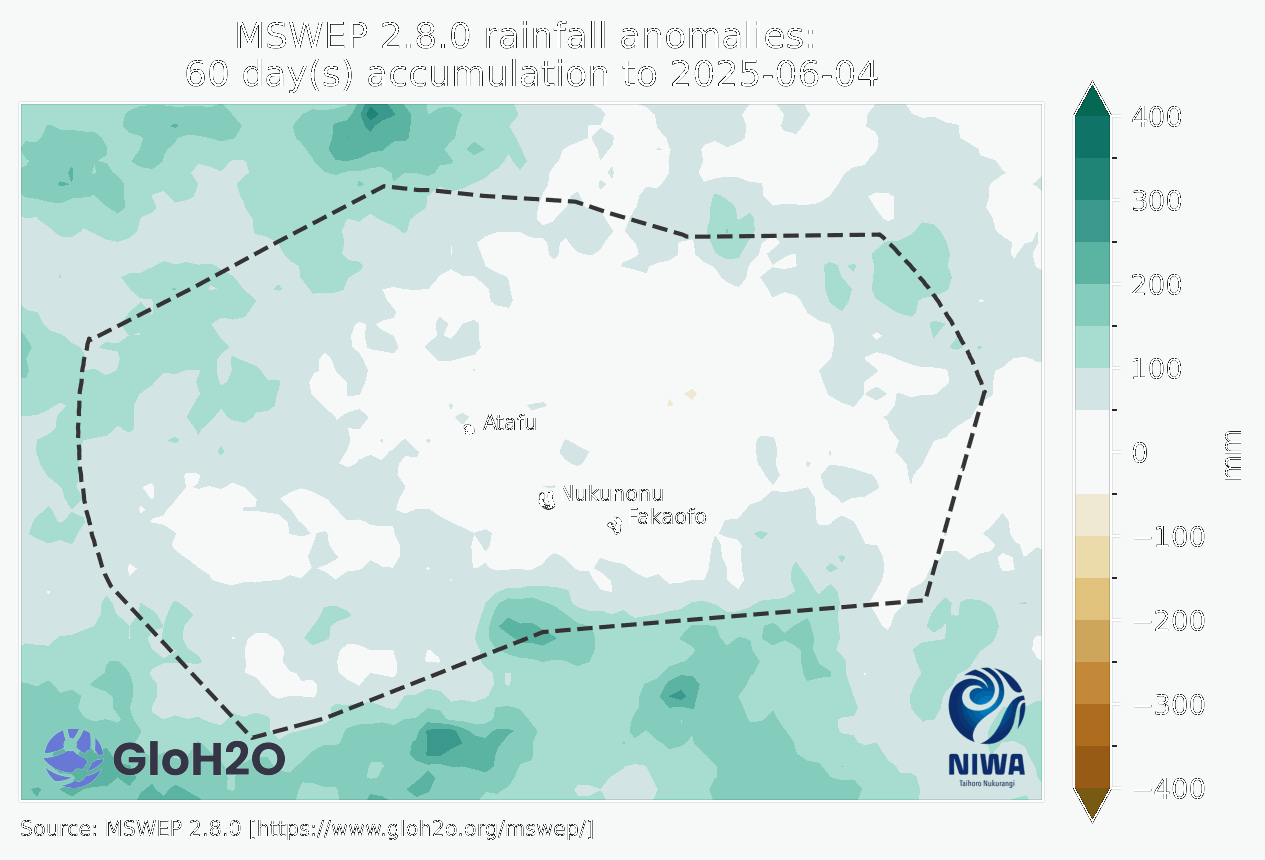 MSWEP 2.8.0 rainfall anomalies:
60 day(s) accumulation to 2025-06-04
400
300
200
100
0
−100
−200
−300
−400
mm
Atafu
Nukunonu
Fakaofo
GloH2O
NIWA
Taihoro Nukurangi
Source: MSWEP 2.8.0 [https://www.gloh2o.org/mswep/]